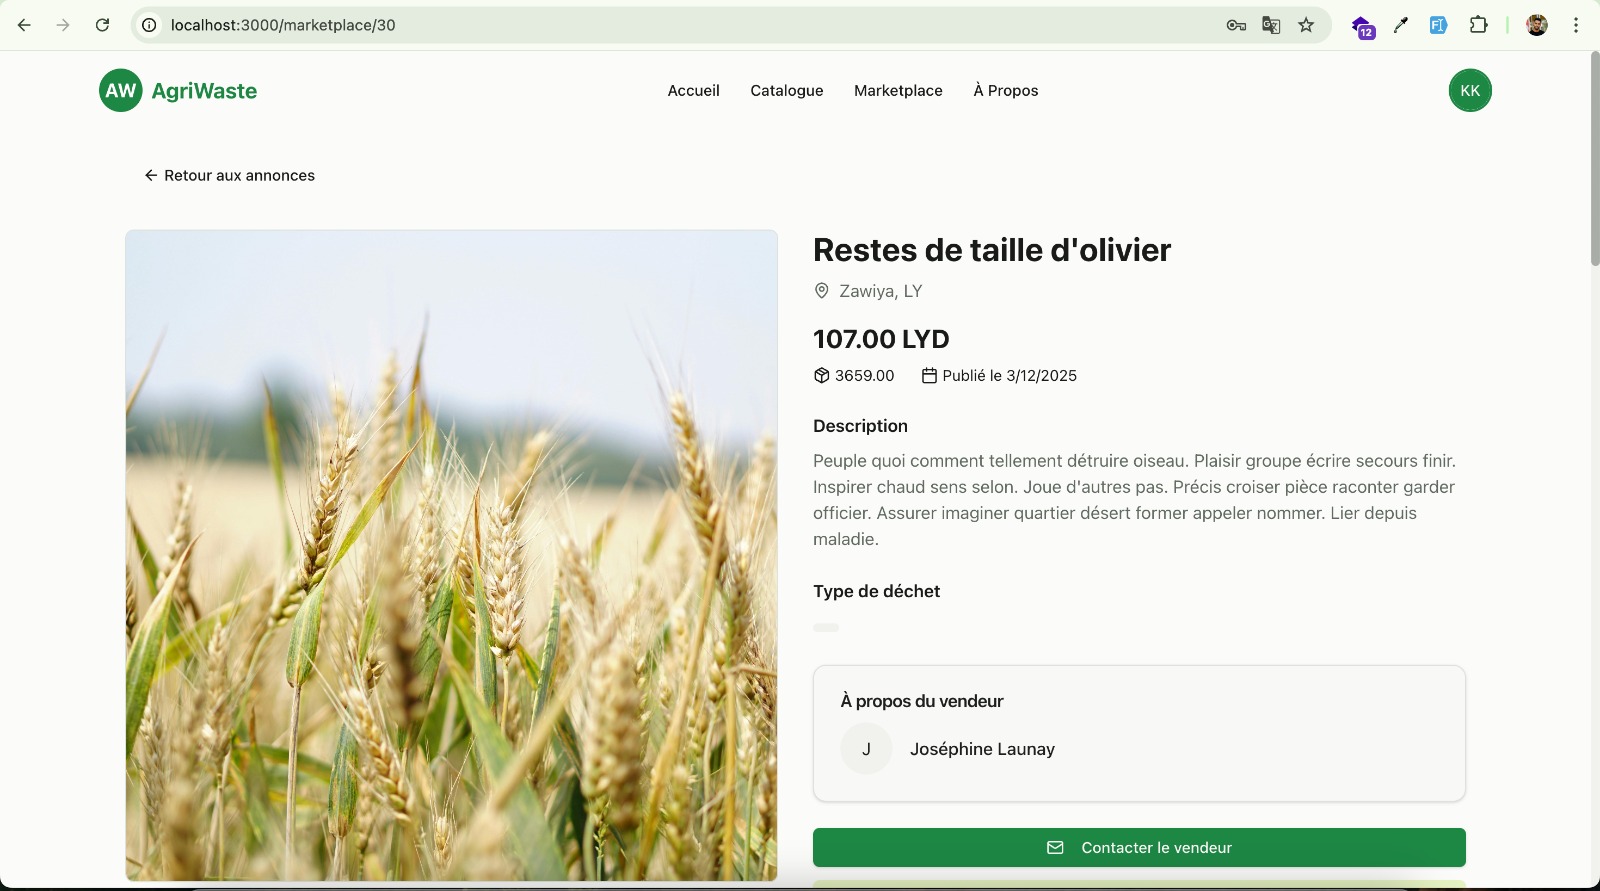 localhost:3000/marketplace/30
12
AW AgriWaste
Accueil Catalogue Marketplace À Propos
KK
← Retour aux annonces
Restes de taille d'olivier
Zawiya, LY
107.00 LYD
3659.00 Publié le 3/12/2025
Description
Peuple quoi comment tellement détruire oiseau. Plaisir groupe écrire secours finir.
Inspirer chaud sens selon. Joue d'autres pas. Précis croiser pièce raconter garder
officier. Assurer imaginer quartier désert former appeler nommer. Lier depuis
maladie.
Type de déchet
À propos du vendeur
J Joséphine Launay
Contacter le vendeur